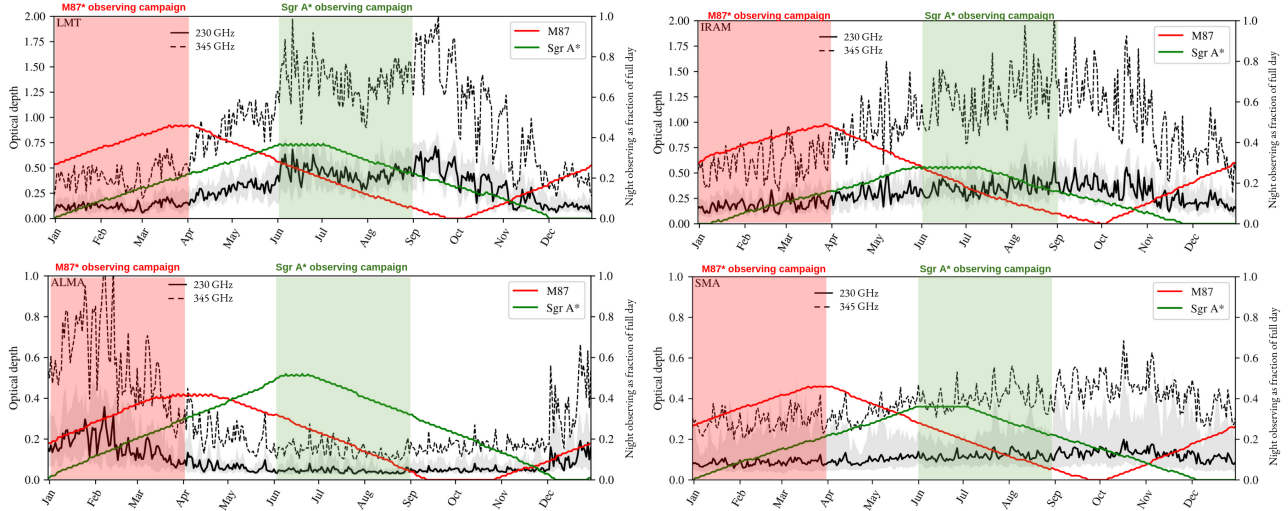 M87* observing campaign
Sgr A* observing campaign
LMT
230 GHz
345 GHz
M87
Sgr A*
Optical depth
2.00
1.75
1.50
1.25
1.00
0.75
0.50
0.25
0.00
1.0
0.8
0.6
0.4
0.2
0.0
Night observing as fraction of full day
Jan
Feb
Mar
Apr
May
Jun
Jul
Aug
Sep
Oct
Nov
Dec
M87* observing campaign
Sgr A* observing campaign
IRAM
230 GHz
345 GHz
M87
Sgr A*
Optical depth
2.00
1.75
1.50
1.25
1.00
0.75
0.50
0.25
0.00
1.0
0.8
0.6
0.4
0.2
0.0
Night observing as fraction of full day
Jan
Feb
Mar
Apr
May
Jun
Jul
Aug
Sep
Oct
Nov
Dec
M87* observing campaign
Sgr A* observing campaign
ALMA
230 GHz
345 GHz
M87
Sgr A*
Optical depth
1.0
0.8
0.6
0.4
0.2
0.0
1.0
0.8
0.6
0.4
0.2
0.0
Night observing as fraction of full day
Jan
Feb
Mar
Apr
May
Jun
Jul
Aug
Sep
Oct
Nov
Dec
M87* observing campaign
Sgr A* observing campaign
SMA
230 GHz
345 GHz
M87
Sgr A*
Optical depth
1.0
0.8
0.6
0.4
0.2
0.0
1.0
0.8
0.6
0.4
0.2
0.0
Night observing as fraction of full day
Jan
Feb
Mar
Apr
May
Jun
Jul
Aug
Sep
Oct
Nov
Dec